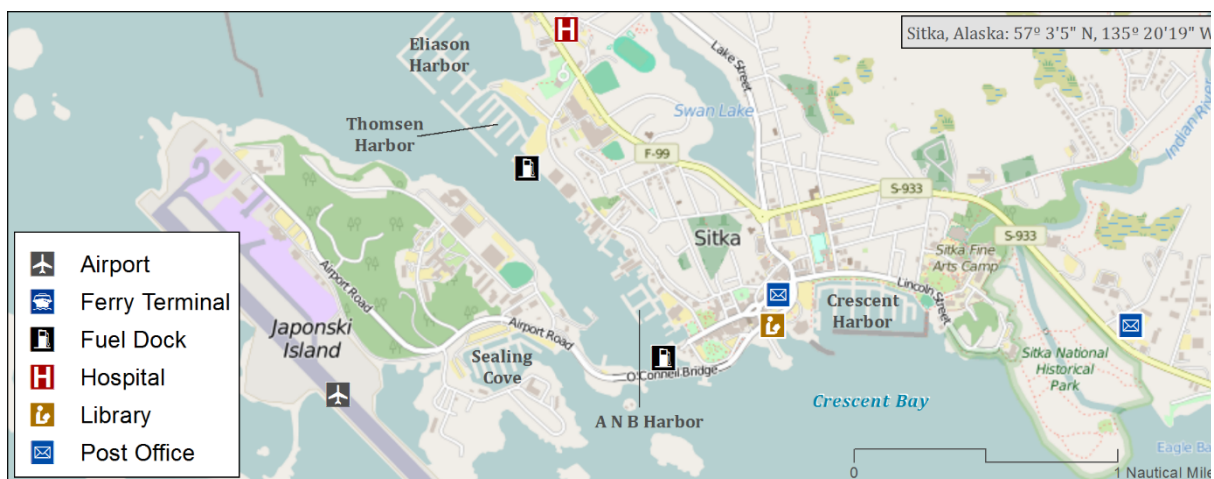 Sitka, Alaska: 57º 3'5" N, 135º 20'19" W
H
Eliason
Harbor
Lake Street
Swan Lake
Indian River
Thomsen
Harbor
F-99
S-933
S-933
Sitka
Sitka Fine
Arts Camp
Airport Road
Airport Road
Japonski
Island
Sealing
Cove
O'Connell Bridge
A N B Harbor
Lincoln Street
Crescent
Harbor
Crescent Bay
Sitka National
Historical
Park
Eagle Ba
0
1 Nautical Mile
Airport
Ferry Terminal
Fuel Dock
H
Hospital
Library
Post Office